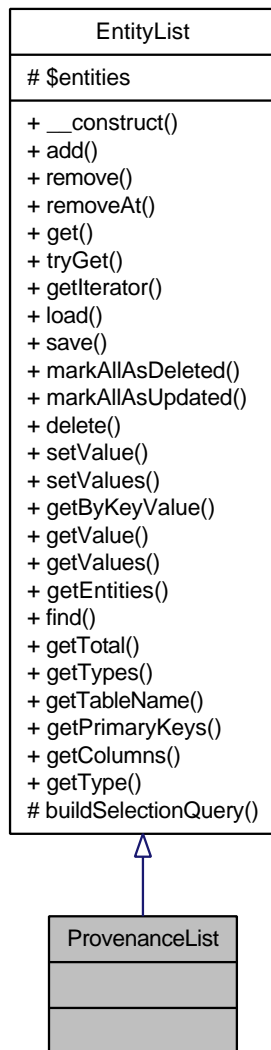 EntityList
# $entities
+ __construct()
+ add()
+ remove()
+ removeAt()
+ get()
+ tryGet()
+ getIterator()
+ load()
+ save()
+ markAllAsDeleted()
+ markAllAsUpdated()
+ delete()
+ setValue()
+ setValues()
+ getByKeyValue()
+ getValue()
+ getValues()
+ getEntities()
+ find()
+ getTotal()
+ getTypes()
+ getTableName()
+ getPrimaryKeys()
+ getColumns()
+ getType()
# buildSelectionQuery()
ProvenanceList